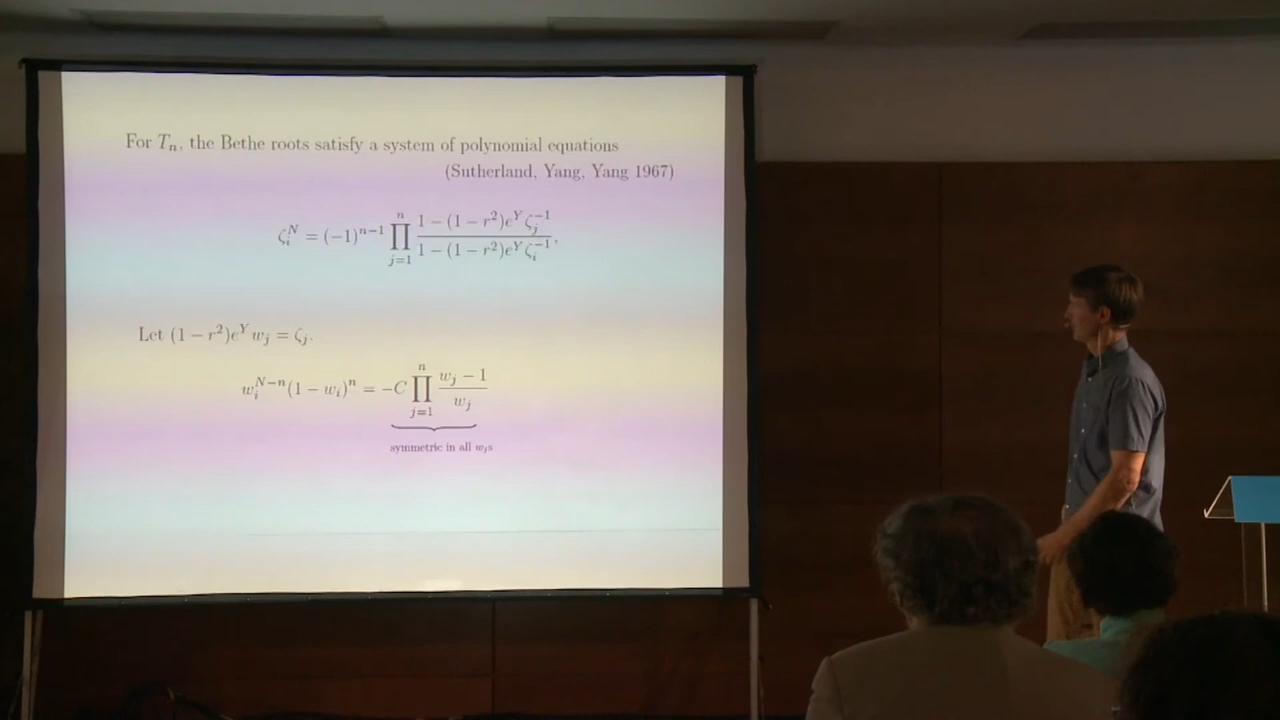 For $T_n$, the Bethe roots satisfy a system of polynomial equations
(Sutherland, Yang, Yang 1967)
$\zeta_i^N = (-1)^{n-1} \prod_{j=1}^{n} \frac{1-(1-r^2)e^Y\zeta_j^{-1}}{1-(1-r^2)e^Y\zeta_i^{-1}},$
Let $(1-r^2)e^Y w_j = \zeta_j.$
$w_i^{N-n}(1-w_i)^n = -C \prod_{j=1}^{n} \frac{w_j-1}{w_j}$
symmetric in all $w_j$s